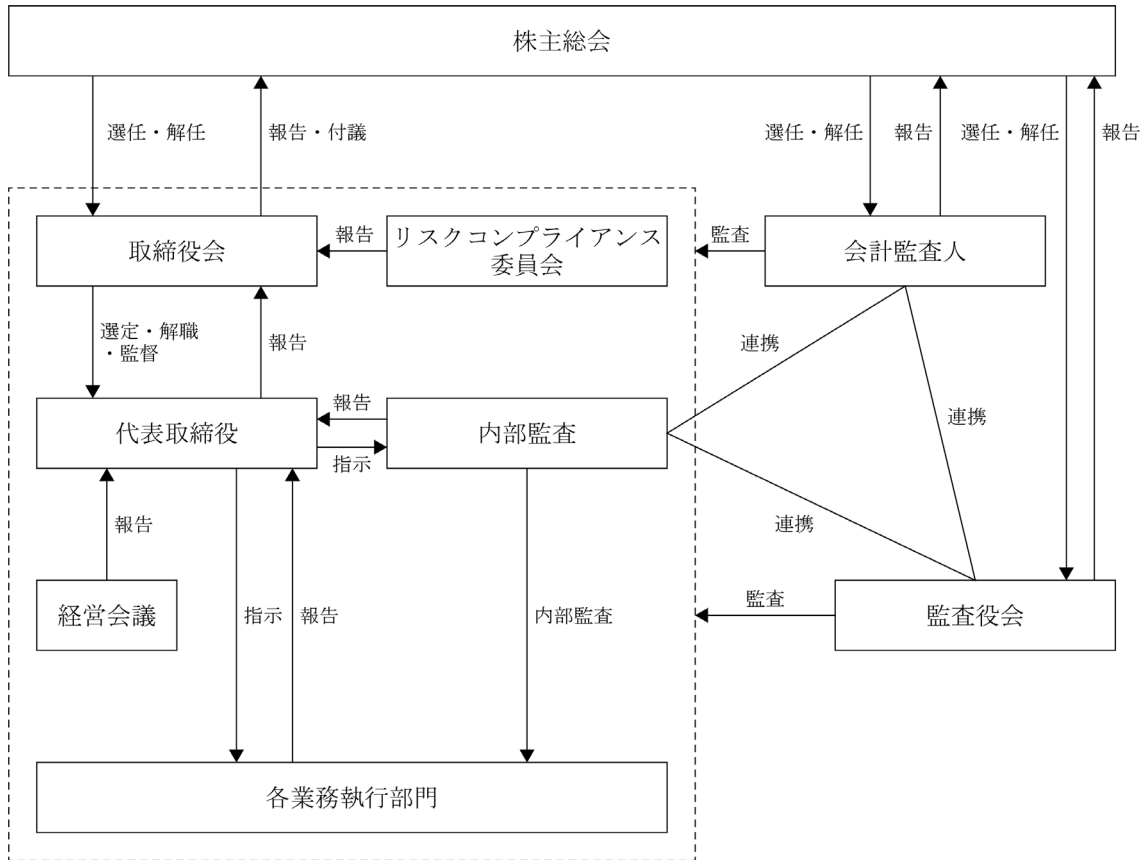 株主総会
選任・解任
報告・付議
選任・解任
報告
選任・解任
報告
取締役会
報告
リスクコンプライアンス
委員会
監査
会計監査人
選定・解職
・監督
報告
連携
代表取締役
報告
指示
内部監査
連携
報告
連携
経営会議
指示
報告
内部監査
監査
監査役会
各業務執行部門